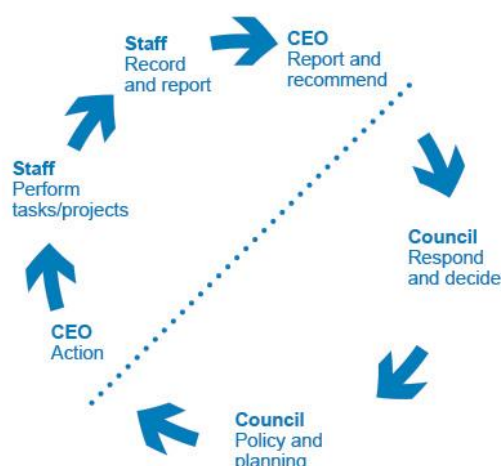 Staff
Record
and report
CEO
Report and
recommend
Council
Respond
and decide
Council
Policy and
planning
CEO
Action
Staff
Perform
tasks/projects